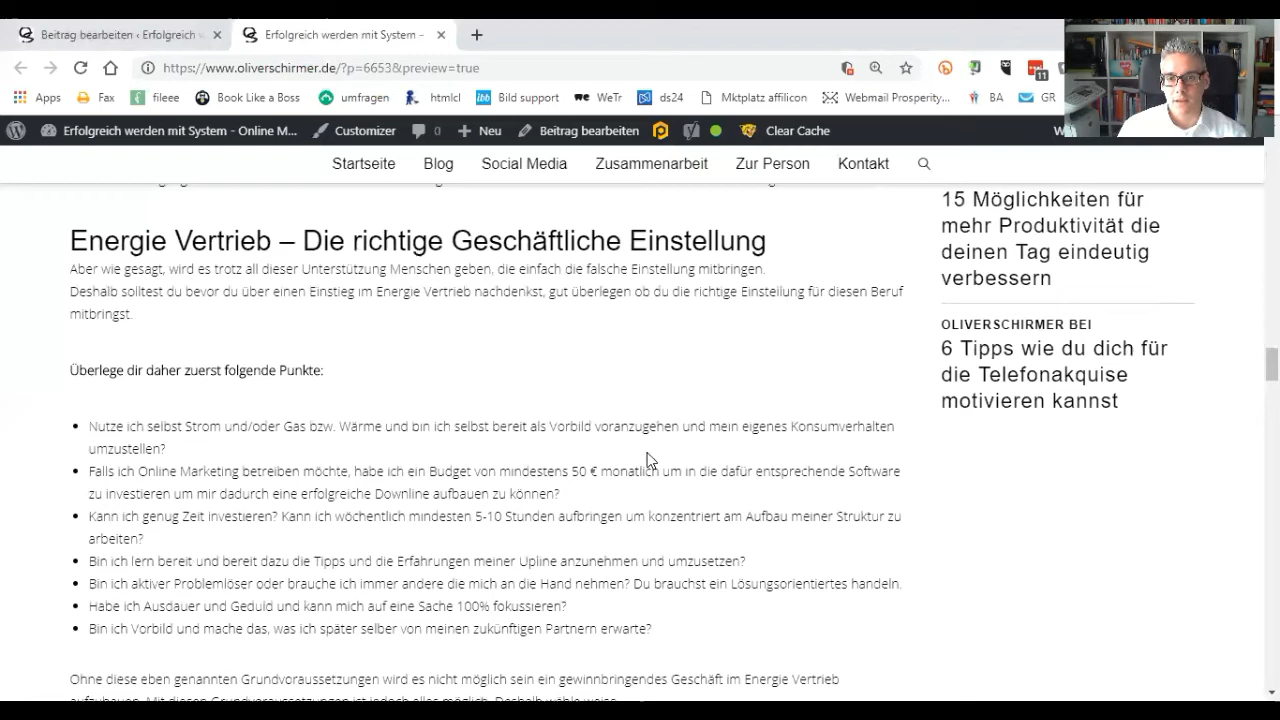 Beitrag bearbeiten ‹ Erfolgreich
Erfolgreich werden mit System –
https://www.oliverschirmer.de/?p=6653&preview=true
11
Apps
Fax
fileee
Book Like a Boss
umfragen
htmlcl
Bild support
WeTr
ds24
Mktplatz affilicon
Webmail Prosperity...
BA
GR
Erfolgreich werden mit System - Online M...
Customizer
0
Neu
Beitrag bearbeiten
Clear Cache
Startseite
Blog
Social Media
Zusammenarbeit
Zur Person
Kontakt
Energie Vertrieb – Die richtige Geschäftliche Einstellung
Aber wie gesagt, wird es trotz all dieser Unterstützung Menschen geben, die einfach die falsche Einstellung mitbringen.
Deshalb solltest du bevor du über einen Einstieg im Energie Vertrieb nachdenkst, gut überlegen ob du die richtige Einstellung für diesen Beruf
mitbringst.
Überlege dir daher zuerst folgende Punkte:
Nutze ich selbst Strom und/oder Gas bzw. Wärme und bin ich selbst bereit als Vorbild voranzugehen und mein eigenes Konsumverhalten
umzustellen?
Falls ich Online Marketing betreiben möchte, habe ich ein Budget von mindestens 50 € monatlich um in die dafür entsprechende Software
zu investieren um mir dadurch eine erfolgreiche Downline aufbauen zu können?
Kann ich genug Zeit investieren? Kann ich wöchentlich mindesten 5-10 Stunden aufbringen um konzentriert am Aufbau meiner Struktur zu
arbeiten?
Bin ich lern bereit und bereit dazu die Tipps und die Erfahrungen meiner Upline anzunehmen und umzusetzen?
Bin ich aktiver Problemlöser oder brauche ich immer andere die mich an die Hand nehmen? Du brauchst ein Lösungsorientiertes handeln.
Habe ich Ausdauer und Geduld und kann mich auf eine Sache 100% fokussieren?
Bin ich Vorbild und mache das, was ich später selber von meinen zukünftigen Partnern erwarte?
Ohne diese eben genannten Grundvoraussetzungen wird es nicht möglich sein ein gewinnbringendes Geschäft im Energie Vertrieb
15 Möglichkeiten für
mehr Produktivität die
deinen Tag eindeutig
verbessern
OLIVERSCHIRMER BEI
6 Tipps wie du dich für
die Telefonakquise
motivieren kannst